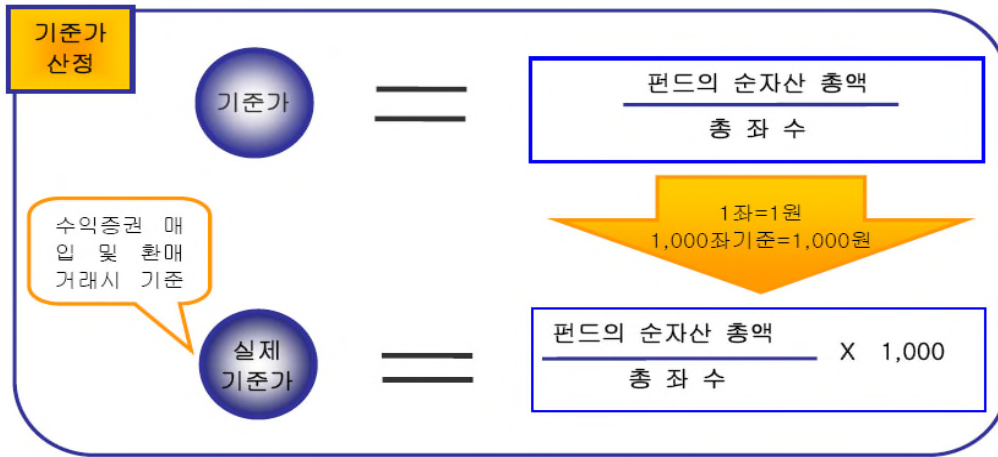 기준가
산정
기준가
펀드의 순자산 총액
총 좌 수
1좌=1원
1,000좌기준=1,000원
수익증권 매
입 및 환매
거래시 기준
실제
기준가
펀드의 순자산 총액
총 좌 수
X 1,000